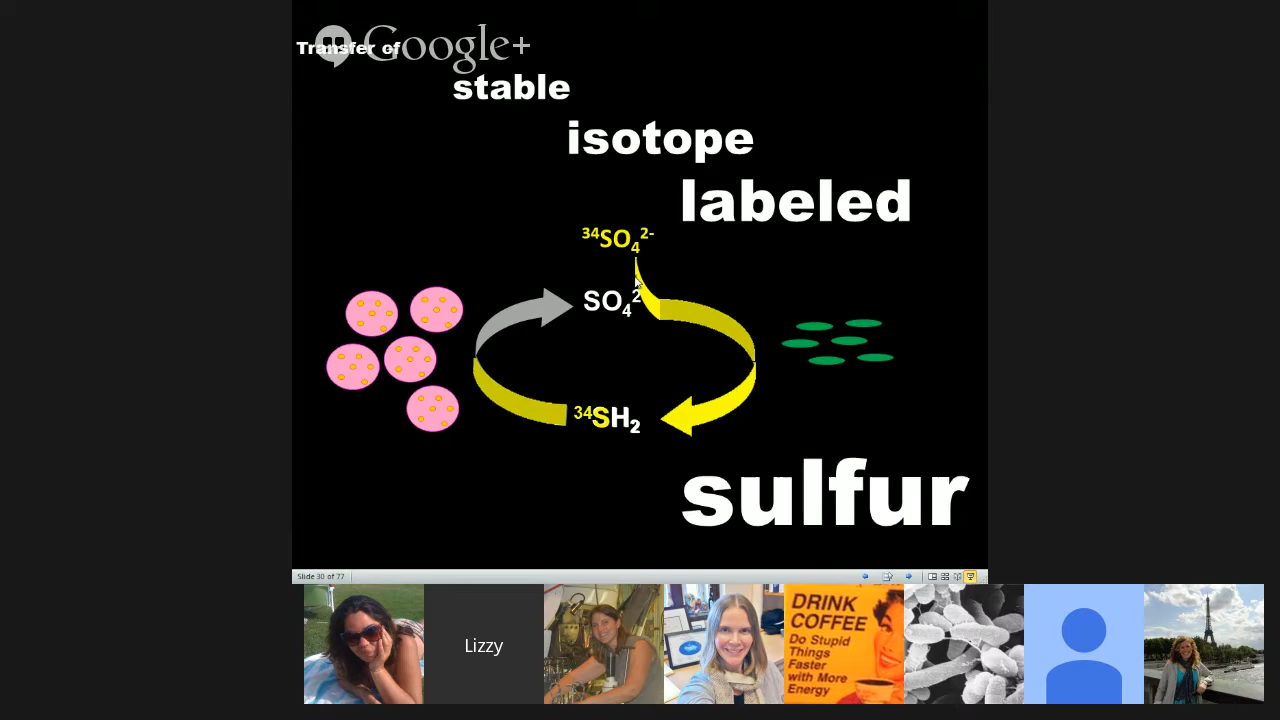 Transfer of
Google+
stable
isotope
labeled
³⁴SO₄²⁻
SO₄²
³⁴SH₂
sulfur
Slide 30 of 77
Lizzy
DRINK
COFFEE
Do Stupid
Things
Faster
with More
Energy